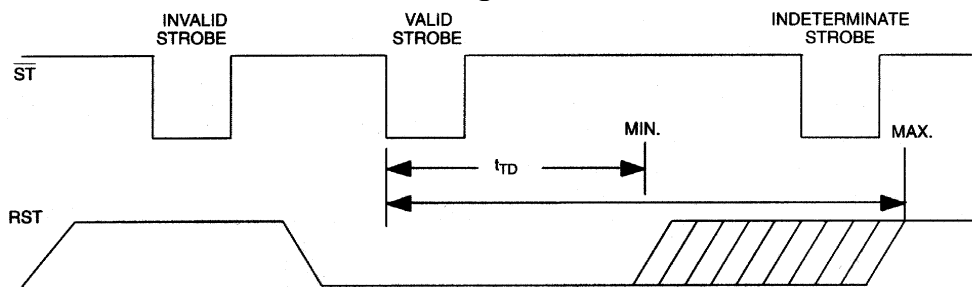 INVALID
STROBE
VALID
STROBE
INDETERMINATE
STROBE
ST
MIN.
MAX.
tTD
RST